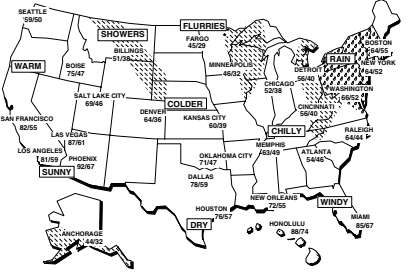 SEATTLE
59/50
SHOWERS
FLURRIES
FARGO
45/29
BILLINGS
51/38
BOSTON
64/55
RAIN
NEW YORK
64/52
WARM
BOISE
75/47
MINNEAPOLIS
46/32
DETROIT
56/40
CHICAGO
52/38
WASHINGTON
66/52
SALT LAKE CITY
69/46
COLDER
CINCINNATI
56/40
DENVER
64/36
KANSAS CITY
60/39
SAN FRANCISCO
82/55
CHILLY
RALEIGH
64/44
LAS VEGAS
87/61
MEMPHIS
63/49
LOS ANGELES
81/59
PHOENIX
92/67
OKLAHOMA CITY
71/47
ATLANTA
54/46
SUNNY
DALLAS
78/59
NEW ORLEANS
72/55
WINDY
HOUSTON
76/57
MIAMI
85/67
DRY
HONOLULU
88/74
ANCHORAGE
44/32